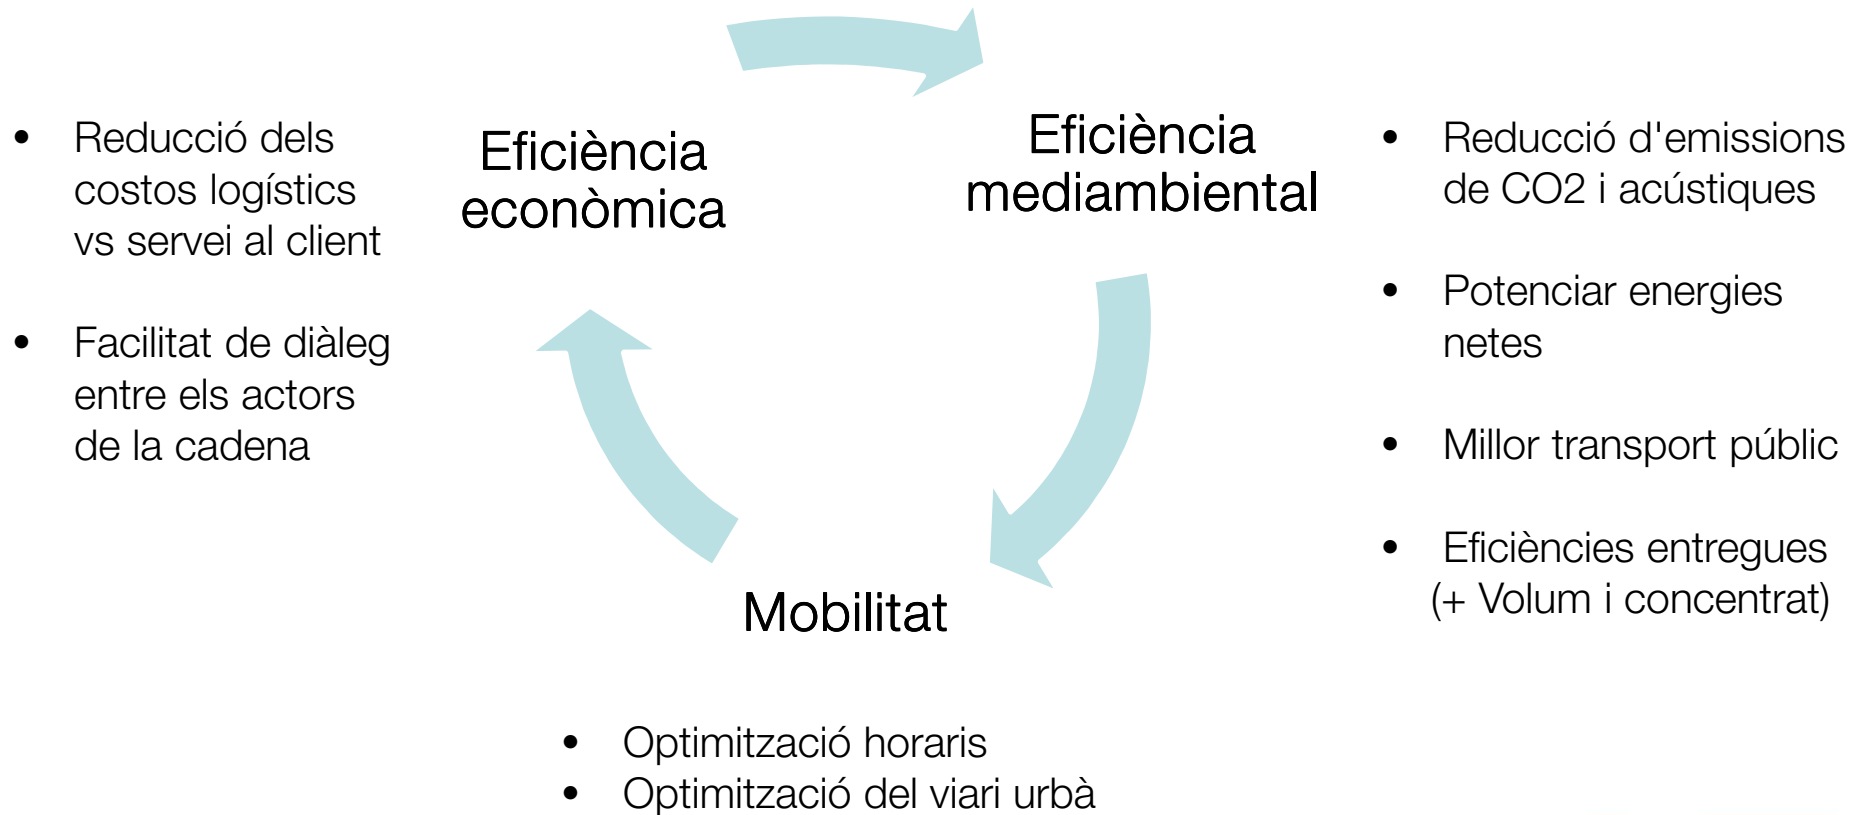 • Reducció dels
costos logístics
vs servei al client
• Facilitat de diàleg
entre els actors
de la cadena
Eficiència
econòmica
Eficiència
mediambiental
• Reducció d'emissions
de CO2 i acústiques
• Potenciar energies
netes
• Millor transport públic
• Eficiències entregues
(+ Volum i concentrat)
Mobilitat
• Optimització horaris
• Optimització del viari urbà